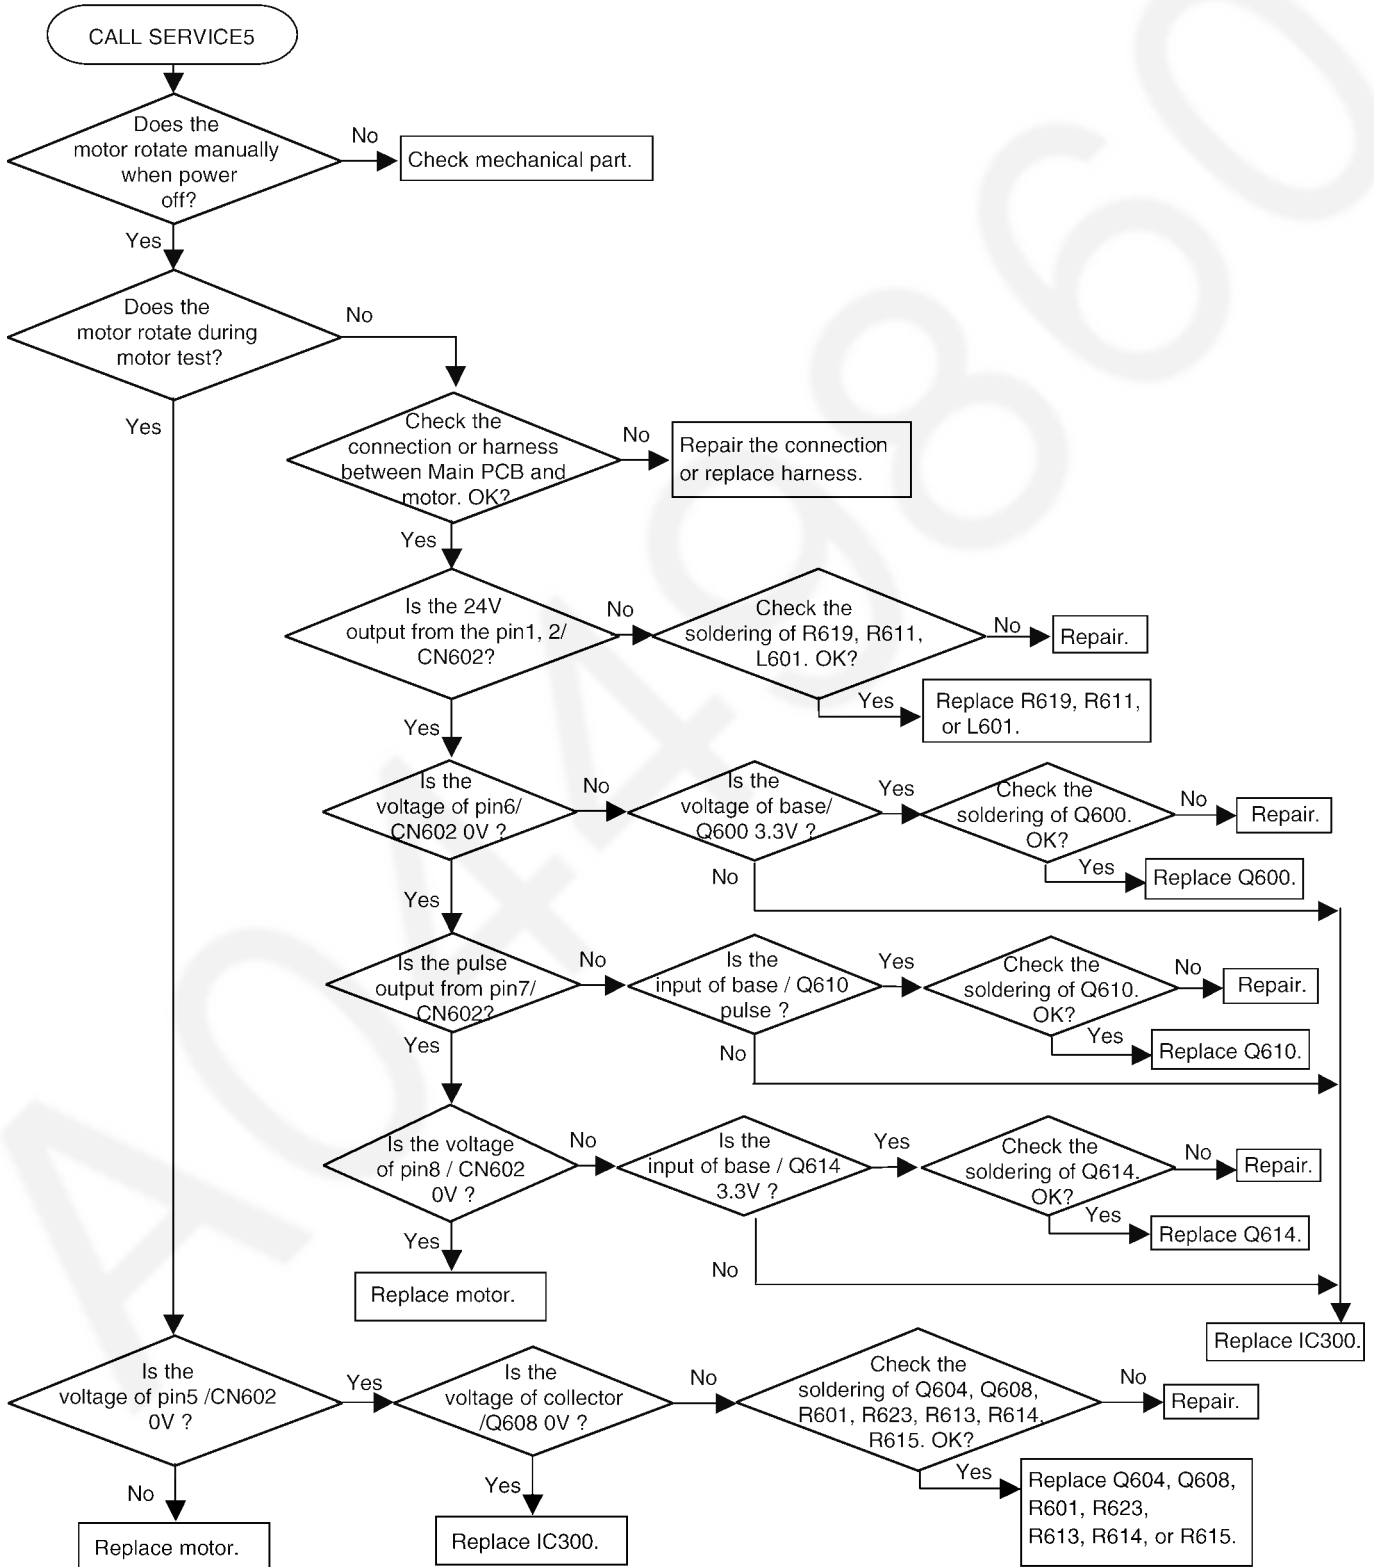 CALL SERVICE5
Does the
motor rotate manually
when power
off?
No
Check mechanical part.
Yes
Does the
motor rotate during
motor test?
No
Yes
Check the
connection or harness
between Main PCB and
motor. OK?
No
Repair the connection
or replace harness.
Yes
Is the 24V
output from the pin1, 2/
CN602?
No
Check the
soldering of R619, R611,
L601. OK?
No
Repair.
Yes
Replace R619, R611,
or L601.
Yes
Is the
voltage of pin6/
CN602 0V ?
No
Is the
voltage of base/
Q600 3.3V ?
Yes
Check the
soldering of Q600.
OK?
No
Repair.
Yes
Replace Q600.
No
Yes
Is the pulse
output from pin7/
CN602?
No
Is the
input of base / Q610
pulse ?
Yes
Check the
soldering of Q610.
OK?
No
Repair.
Yes
Replace Q610.
No
Yes
Is the voltage
of pin8 / CN602
0V ?
No
Is the
input of base / Q614
3.3V ?
Yes
Check the
soldering of Q614.
OK?
No
Repair.
Yes
Replace Q614.
No
Yes
Replace motor.
Replace IC300.
Is the
voltage of pin5 /CN602
0V ?
Yes
Is the
voltage of collector
/Q608 0V ?
No
Check the
soldering of Q604, Q608,
R601, R623, R613, R614,
R615. OK?
No
Repair.
Yes
Replace Q604, Q608,
R601, R623,
R613, R614, or R615.
Yes
Replace IC300.
No
Replace motor.
A0449860